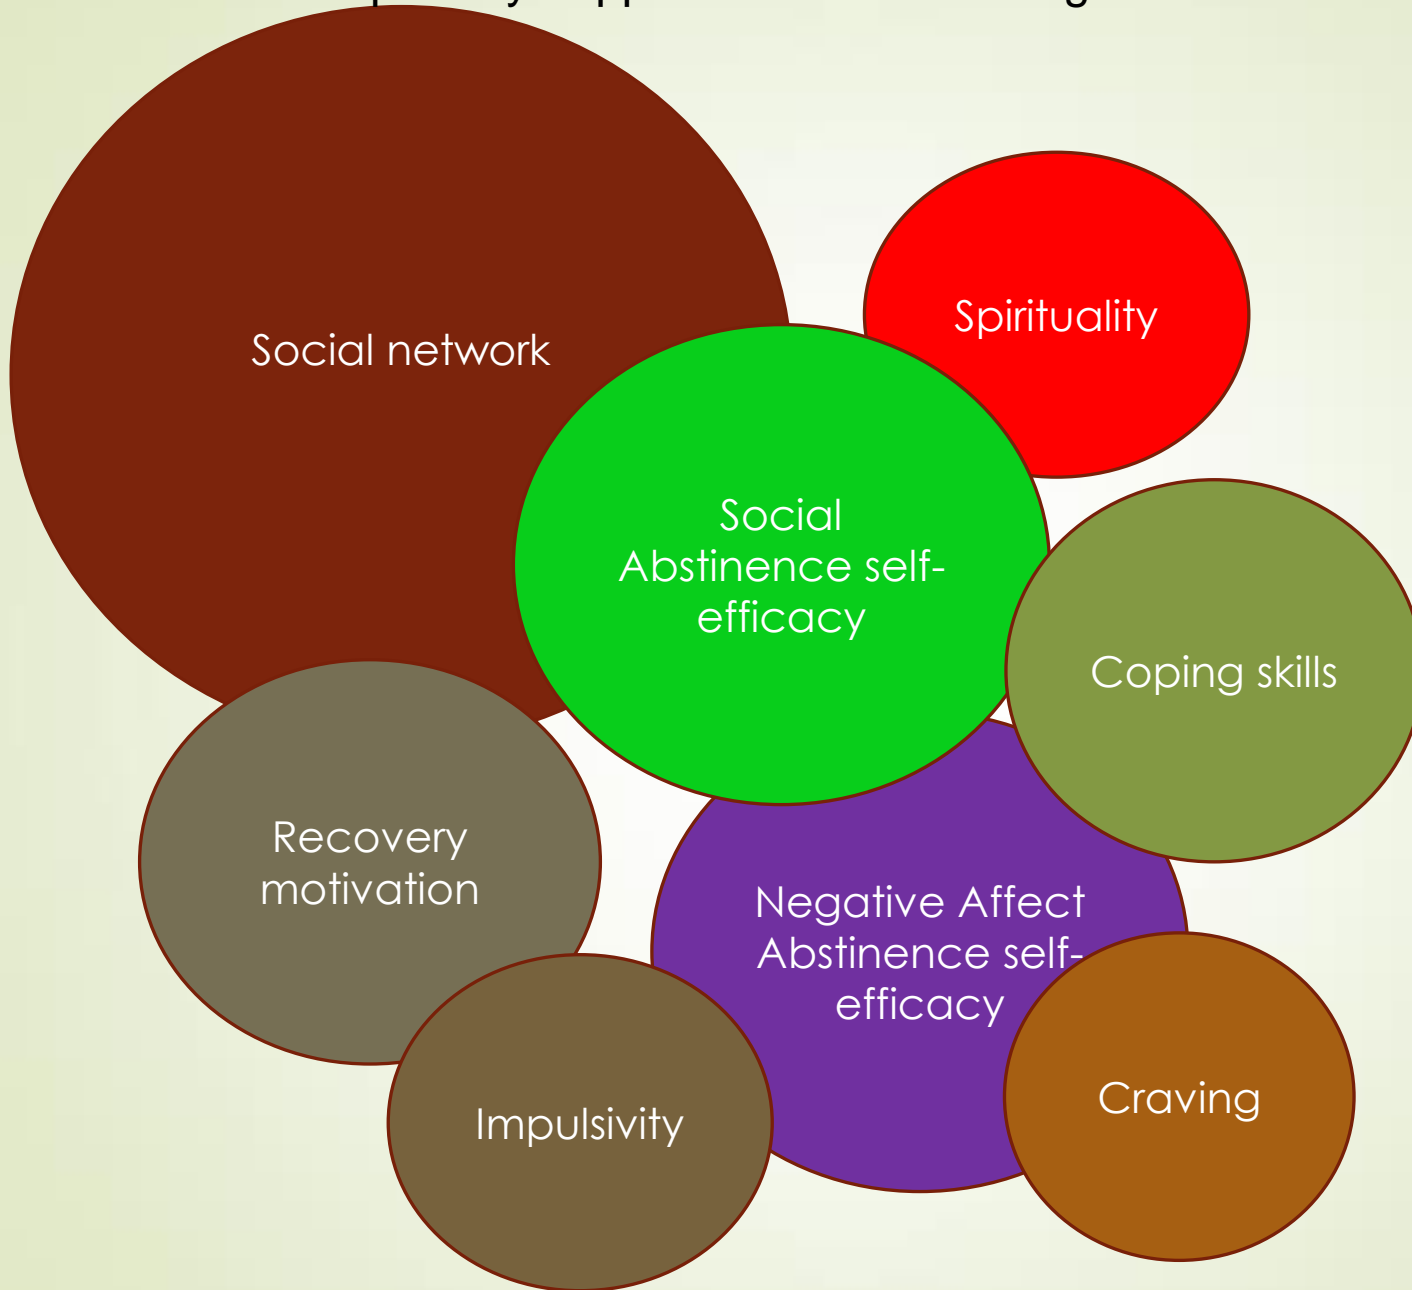 Social network
Spirituality
Social
Abstinence self-
efficacy
Coping skills
Recovery
motivation
Negative Affect
Abstinence self-
efficacy
Craving
Impulsivity